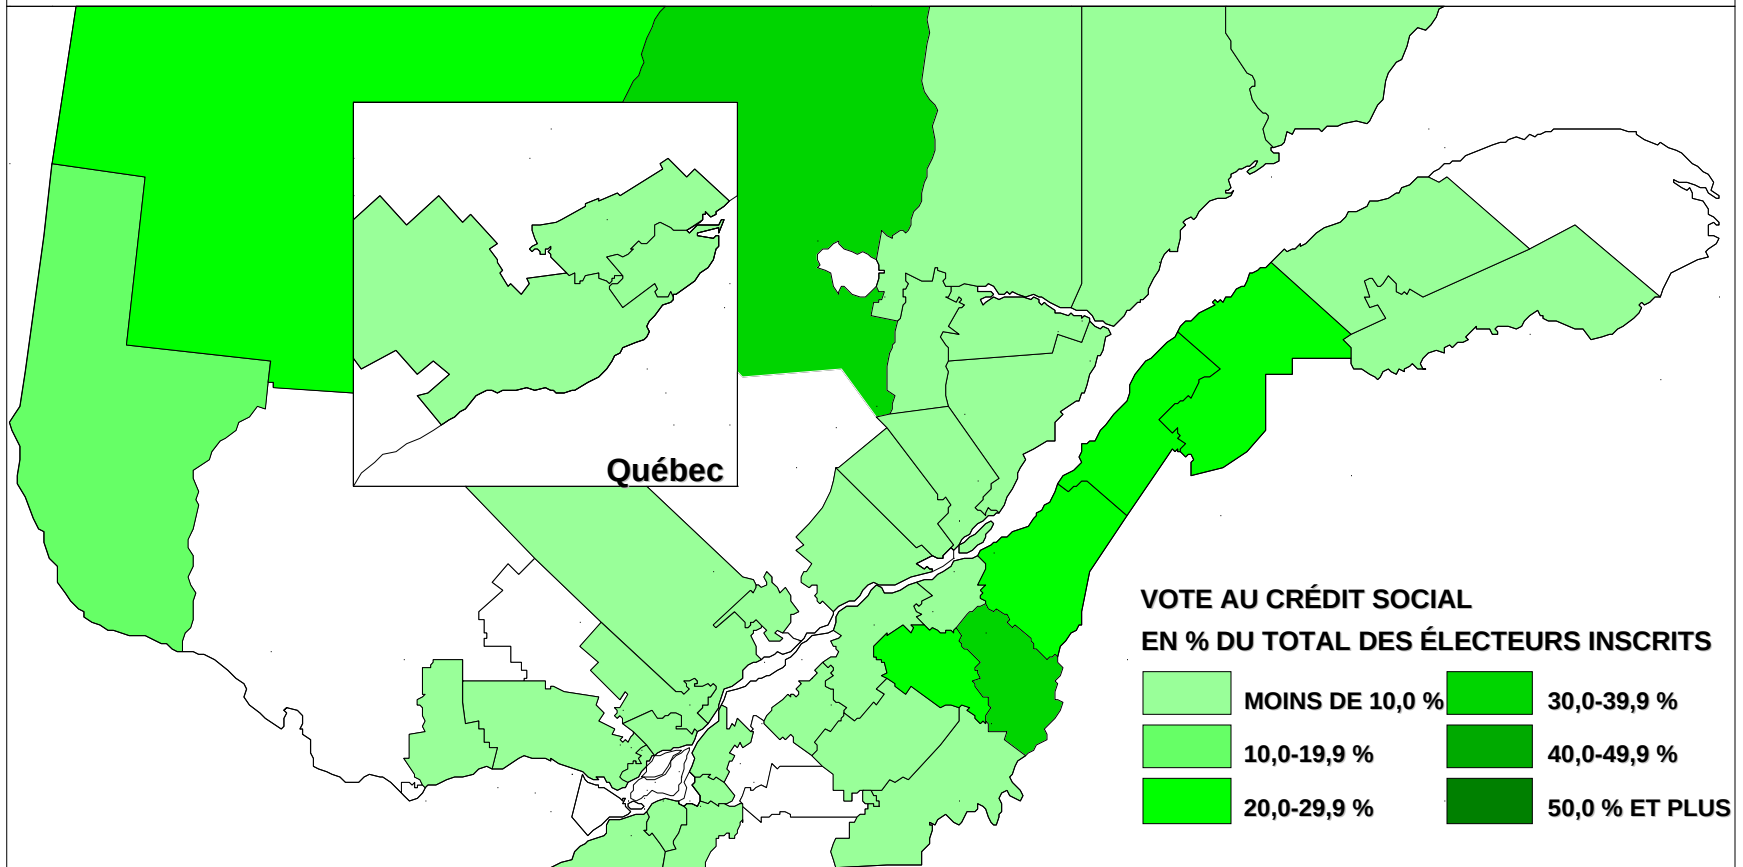 Québec
VOTE AU CRÉDIT SOCIAL
EN % DU TOTAL DES ÉLECTEURS INSCRITS
MOINS DE 10,0 %
30,0-39,9 %
10,0-19,9 %
40,0-49,9 %
20,0-29,9 %
50,0 % ET PLUS